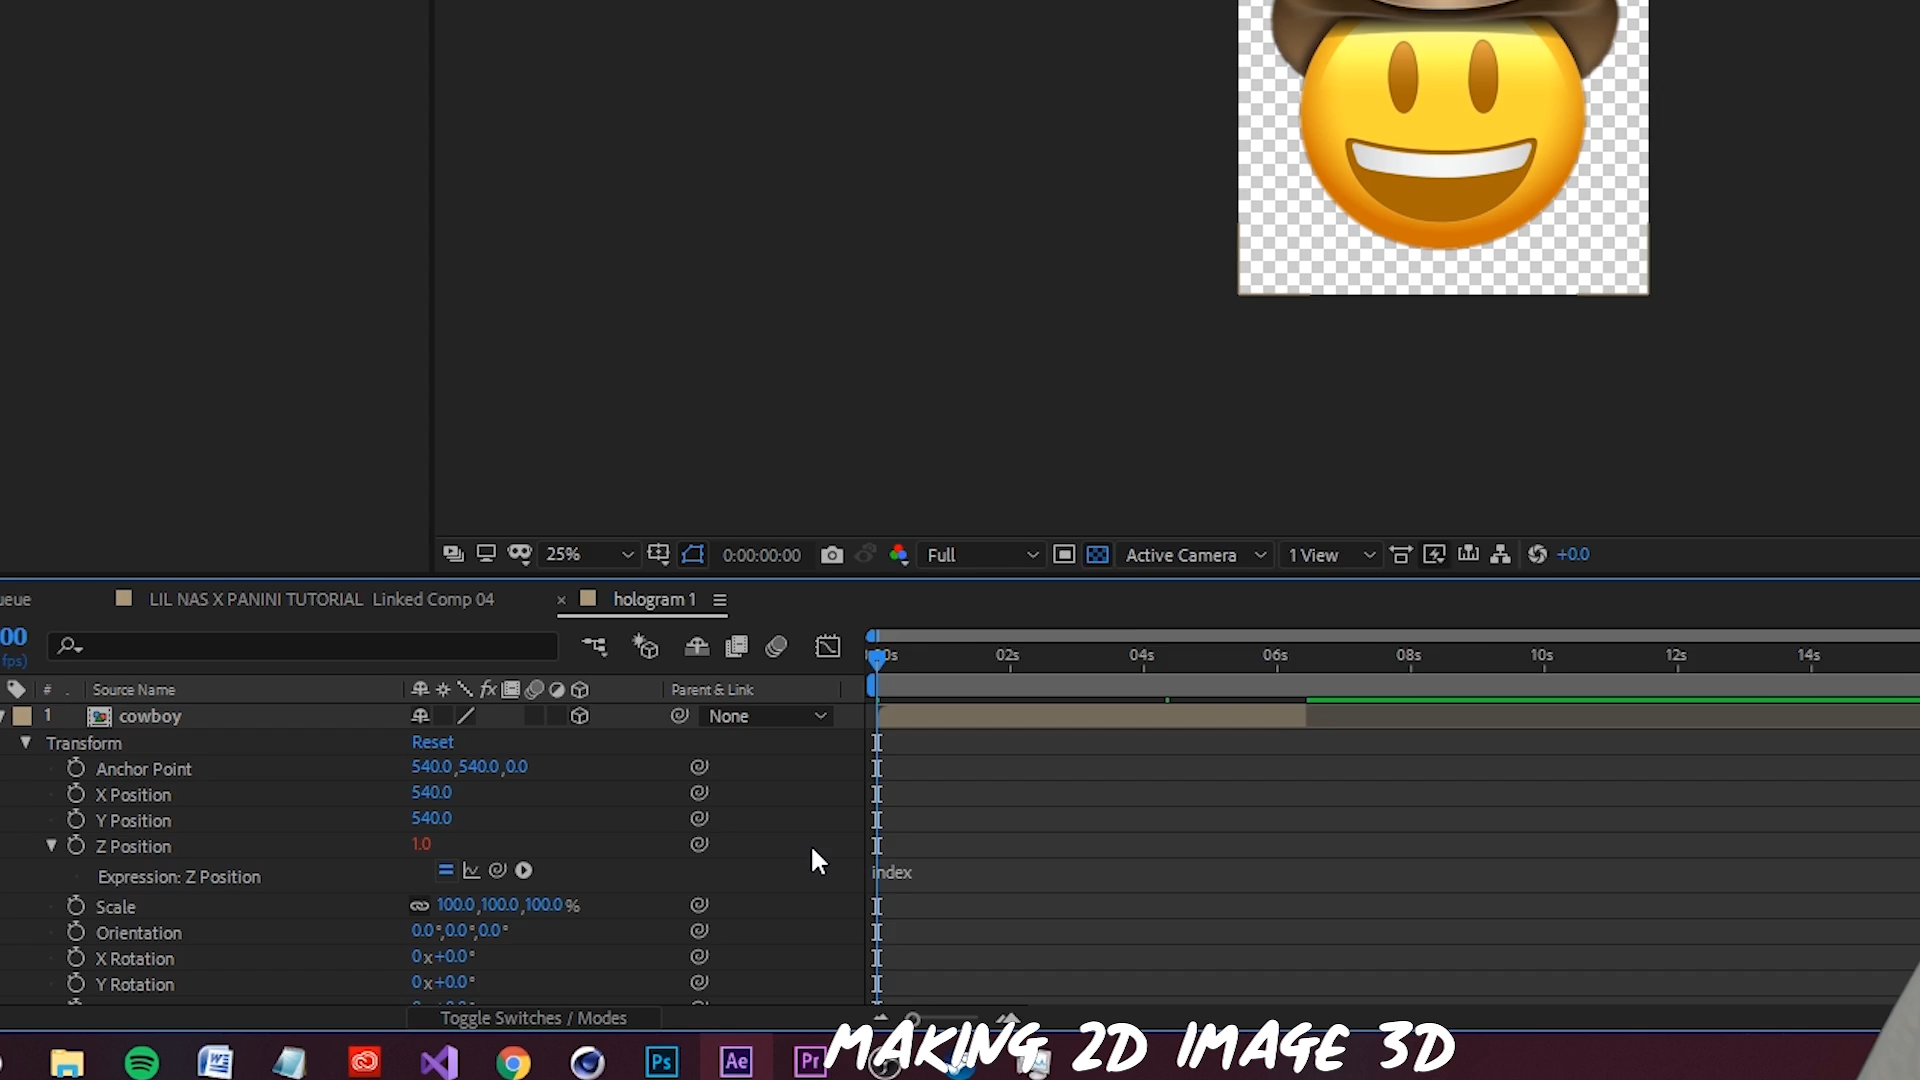 25%
0:00:00:00
Full
Active Camera
1 View
+0.0
ueue
LIL NAS X PANINI TUTORIAL Linked Comp 04
×
hologram 1
00
fps)
02s
04s
06s
08s
10s
12s
14s
# . Source Name
fx
Parent & Link
1 cowboy
None
Transform
Reset
Anchor Point
540.0,540.0,0.0
X Position
540.0
Y Position
540.0
Z Position
1.0
Expression: Z Position
index
Scale
100.0,100.0,100.0%
Orientation
0.0°,0.0°,0.0°
X Rotation
0x+0.0°
Y Rotation
0x+0.0°
Toggle Switches / Modes
Ps
Ae
Pr
MAKING 2D IMAGE 3D